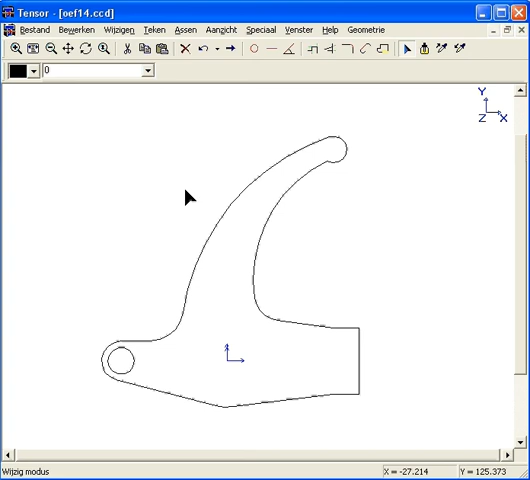 Tensor - [oef14.ccd]
Bestand Bewerken Wijzigen Teken Assen Aanzicht Speciaal Venster Help Geometrie
0
Y
Z X
Wijzig modus X = -27.214 Y = 125.373